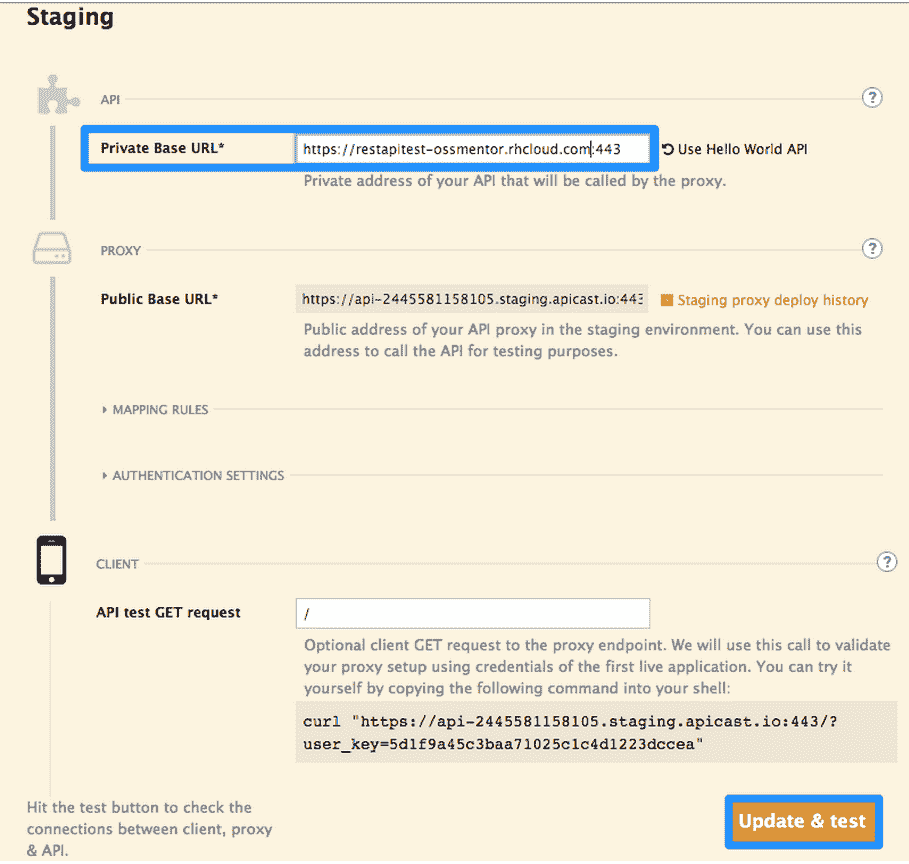 Staging
API
?
Private Base URL*
https://restapitest-ossmentor.rhcloud.com:443
Use Hello World API
Private address of your API that will be called by the proxy.
PROXY
?
Public Base URL*
https://api-2445581158105.staging.apicast.io:443
Staging proxy deploy history
Public address of your API proxy in the staging environment. You can use this
address to call the API for testing purposes.
MAPPING RULES
AUTHENTICATION SETTINGS
CLIENT
?
API test GET request
/
Optional client GET request to the proxy endpoint. We will use this call to validate
your proxy setup using credentials of the first live application. You can try it
yourself by copying the following command into your shell:
curl "https://api-2445581158105.staging.apicast.io:443/?
user_key=5d1f9a45c3baa71025c1c4d1223dccea"
Hit the test button to check the
connections between client, proxy
& API.
Update & test